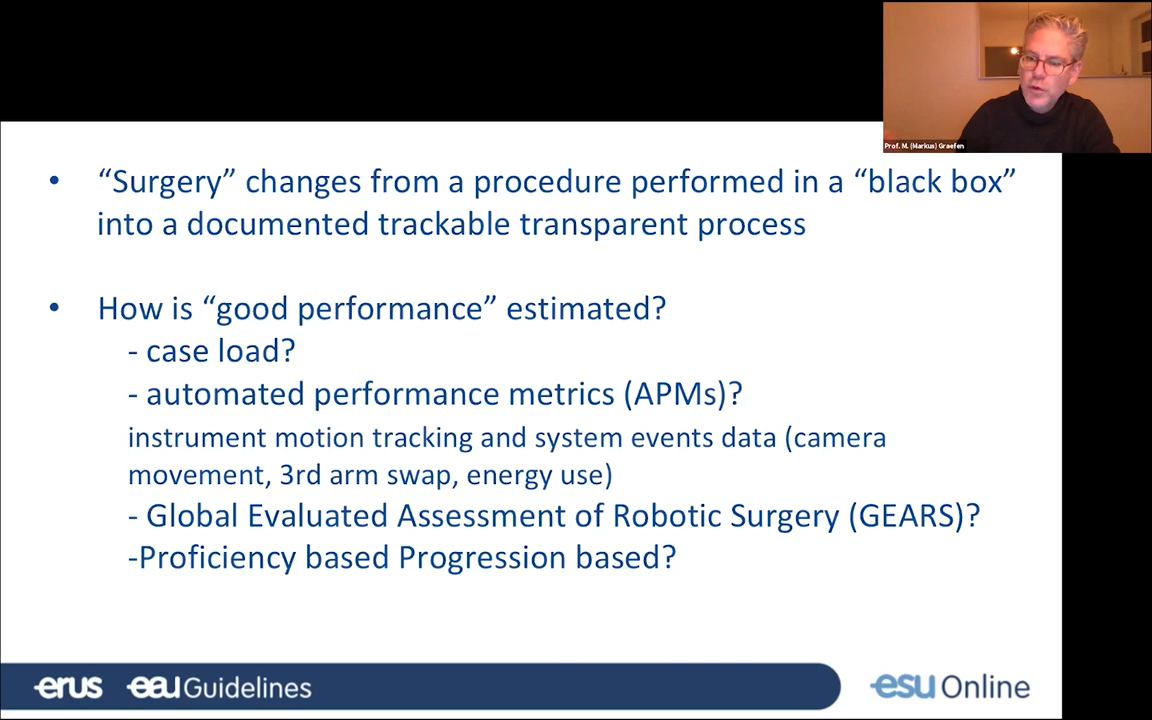 Prof. M. (Markus) Graefen
• “Surgery” changes from a procedure performed in a “black box”
into a documented trackable transparent process
• How is “good performance” estimated?
- case load?
- automated performance metrics (APMs)?
instrument motion tracking and system events data (camera
movement, 3rd arm swap, energy use)
- Global Evaluated Assessment of Robotic Surgery (GEARS)?
-Proficiency based Progression based?
erus eau Guidelines esu Online